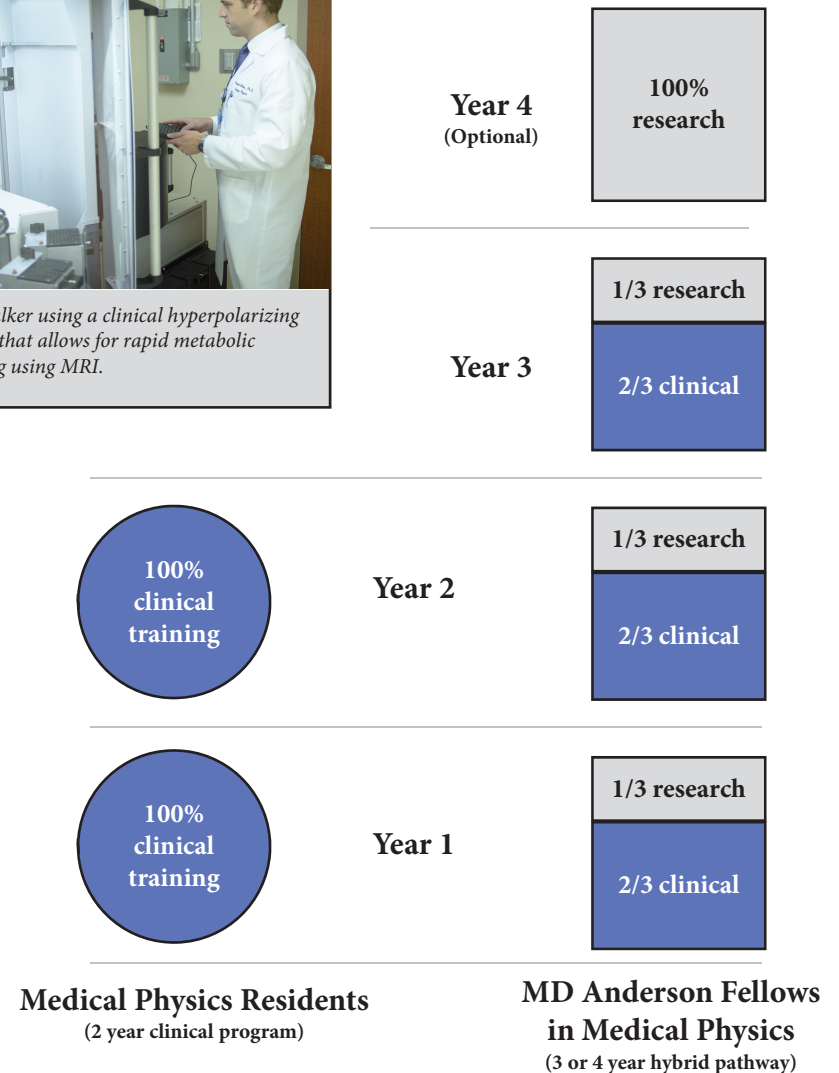 Year 4
(Optional)
100%
research
lker using a clinical hyperpolarizing
that allows for rapid metabolic
g using MRI.
Year 3
1/3 research
2/3 clinical
100%
clinical
training
Year 2
1/3 research
2/3 clinical
100%
clinical
training
Year 1
1/3 research
2/3 clinical
Medical Physics Residents
(2 year clinical program)
MD Anderson Fellows
in Medical Physics
(3 or 4 year hybrid pathway)